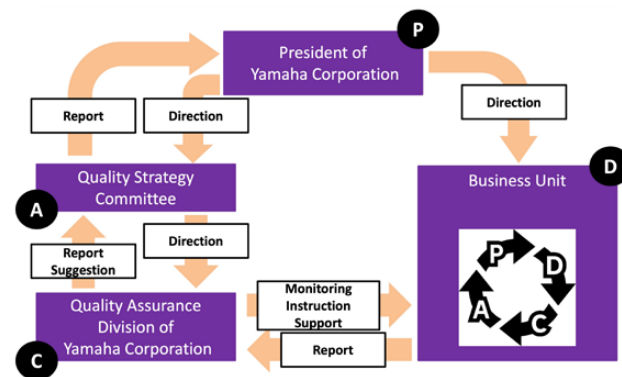 P
President of
Yamaha Corporation
Report
Direction
Direction
Quality Strategy
Committee
A
D
Business Unit
Report
Suggestion
Direction
P
D
A
C
Monitoring
Instruction
Support
Quality Assurance
Division of
Yamaha Corporation
Report
C